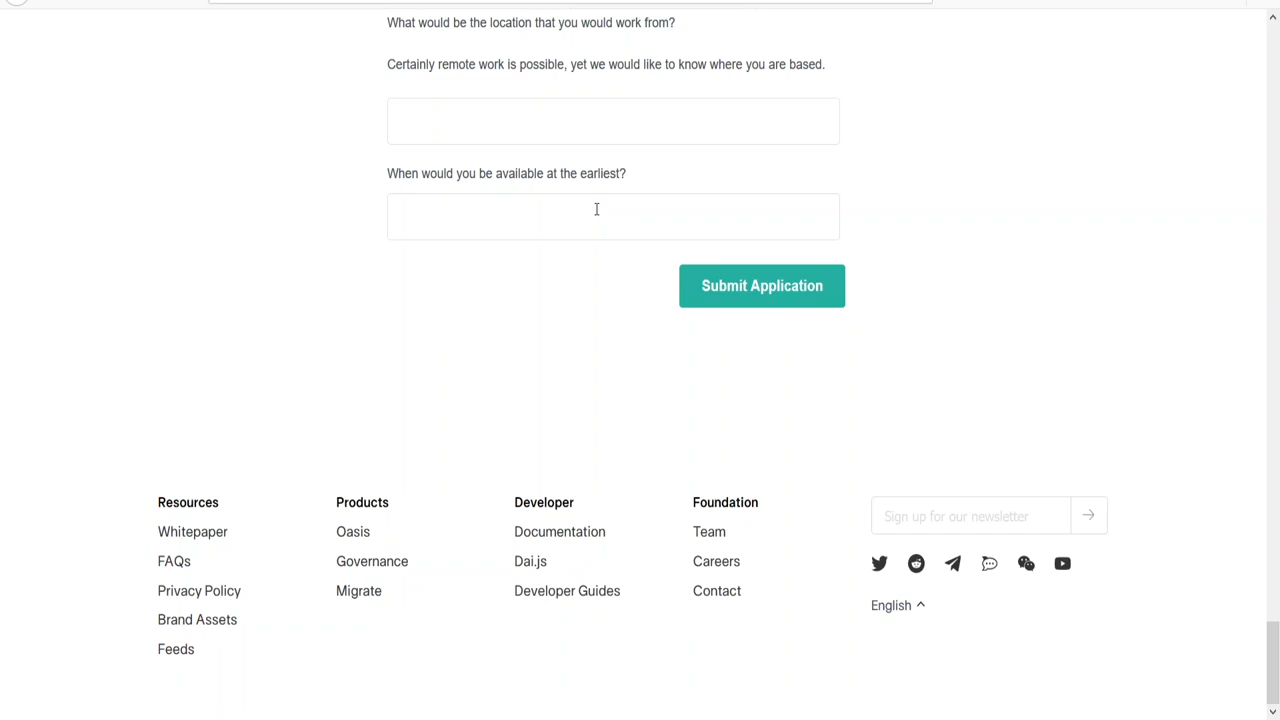 What would be the location that you would work from?
Certainly remote work is possible, yet we would like to know where you are based.
When would you be available at the earliest?
Submit Application
Resources
Whitepaper
FAQs
Privacy Policy
Brand Assets
Feeds
Products
Oasis
Governance
Migrate
Developer
Documentation
Dai.js
Developer Guides
Foundation
Team
Careers
Contact
Sign up for our newsletter
English